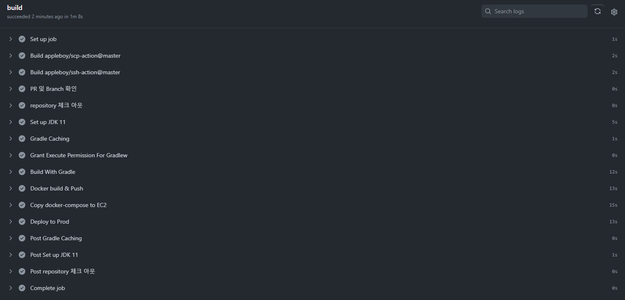 build
succeeded 2 minutes ago in 1m 8s
Search logs
Set up job 1s
Build appleboy/scp-action@master 2s
Build appleboy/ssh-action@master 2s
PR 및 Branch 확인 0s
repository 체크 아웃 0s
Set up JDK 11 5s
Gradle Caching 1s
Grant Execute Permission For Gradlew 0s
Build With Gradle 12s
Docker build & Push 13s
Copy docker-compose to EC2 15s
Deploy to Prod 13s
Post Gradle Caching 0s
Post Set up JDK 11 1s
Post repository 체크 아웃 0s
Complete job 0s